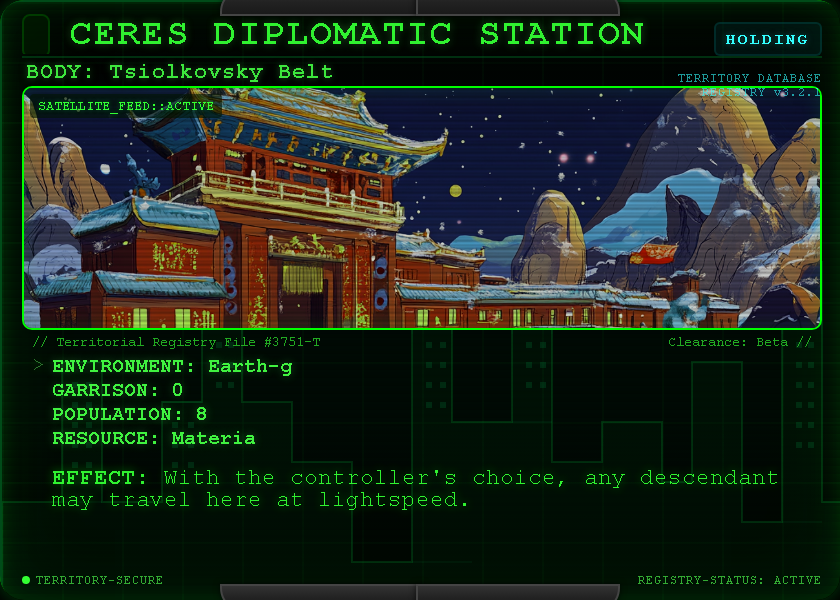 CERES DIPLOMATIC STATION
HOLDING
BODY: Tsiolkovsky Belt
TERRITORY DATABASE
REGISTRY v3.2.1
SATELLITE_FEED::ACTIVE
// Territorial Registry File #3751-T
Clearance: Beta //
> ENVIRONMENT: Earth-g
GARRISON: 0
POPULATION: 8
RESOURCE: Materia
EFFECT: With the controller's choice, any descendant
may travel here at lightspeed.
TERRITORY-SECURE
REGISTRY-STATUS: ACTIVE